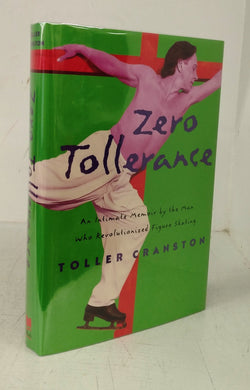 Zero
Tollerance
An Intimate Memoir by the Man
Who Revolutionized Figure Skating
TOLLER CRANSTON